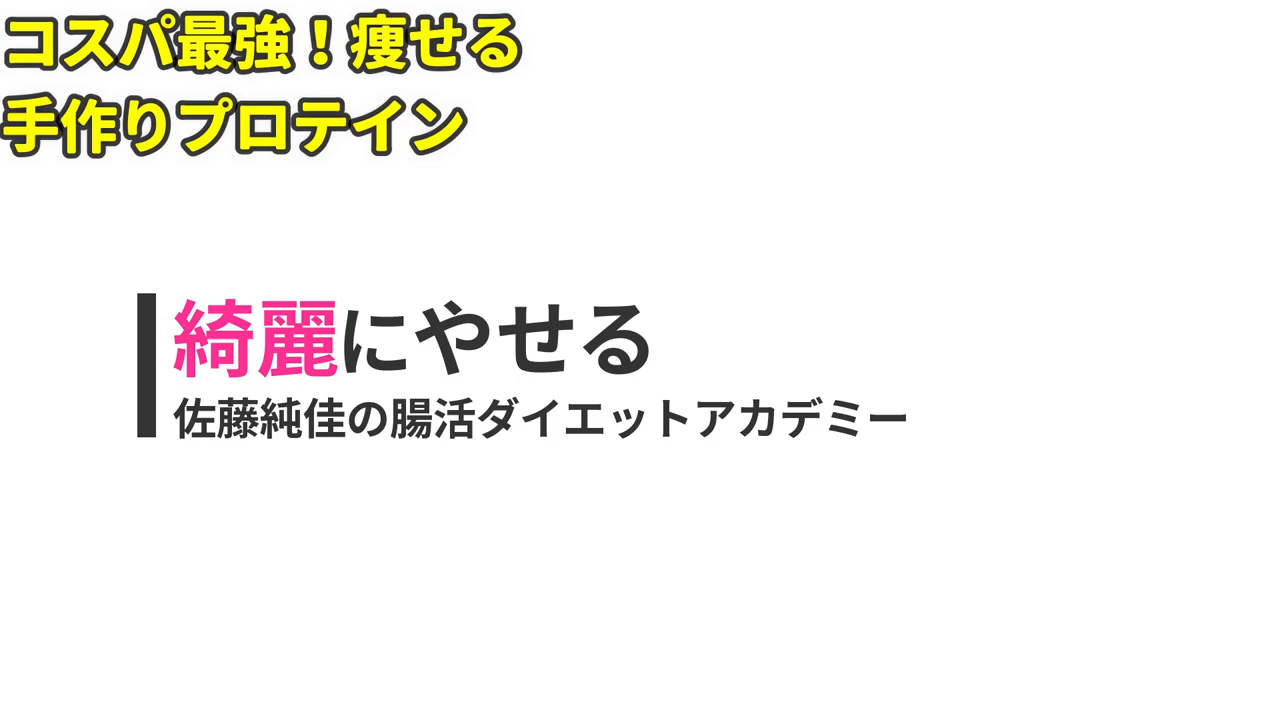 コスパ最強！痩せる
手作りプロテイン
綺麗にやせる
佐藤純佳の腸活ダイエットアカデミー